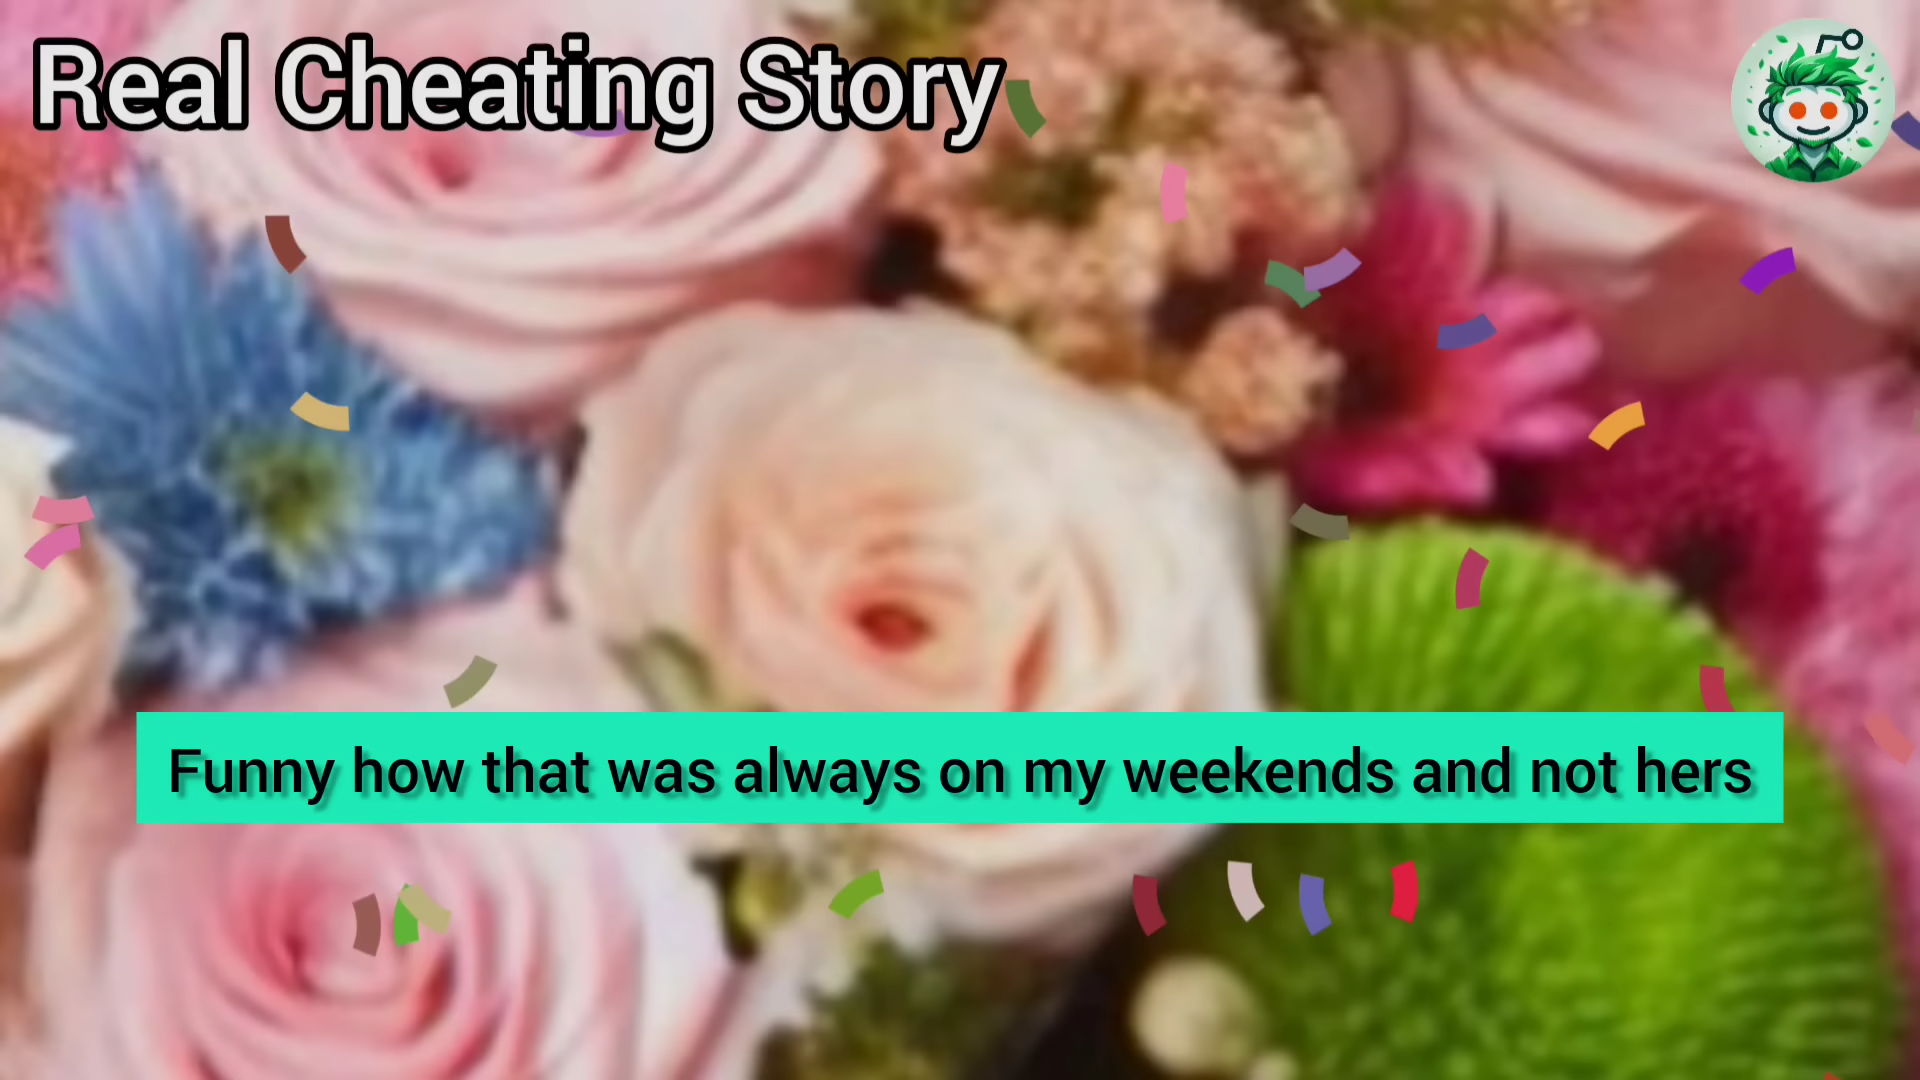 Real Cheating Story
Funny how that was always on my weekends and not hers